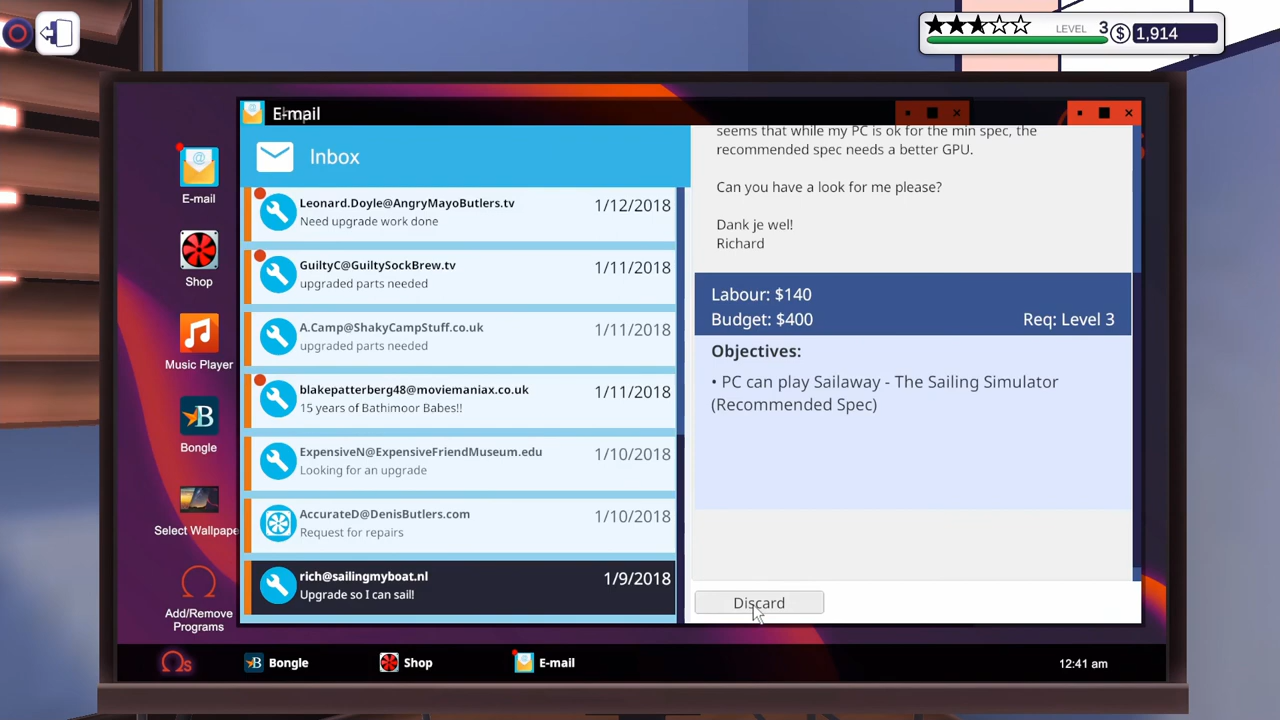 LEVEL 3
$ 1,914
E-mail
Inbox
seems that while my PC is ok for the min spec, the
recommended spec needs a better GPU.
Can you have a look for me please?
Dank je wel!
Richard
Labour: $140
Budget: $400
Req: Level 3
Objectives:
• PC can play Sailaway - The Sailing Simulator
(Recommended Spec)
Discard
Leonard.Doyle@AngryMayoButlers.tv
1/12/2018
Need upgrade work done
GuiltyC@GuiltySockBrew.tv
1/11/2018
upgraded parts needed
A.Camp@ShakyCampStuff.co.uk
1/11/2018
upgraded parts needed
blakepatterberg48@moviemaniax.co.uk
1/11/2018
15 years of Bathimoor Babes!!
ExpensiveN@ExpensiveFriendMuseum.edu
1/10/2018
Looking for an upgrade
AccurateD@DenisButlers.com
1/10/2018
Request for repairs
rich@sailingmyboat.nl
1/9/2018
Upgrade so I can sail!
E-mail
Shop
Music Player
Bongle
Select Wallpape
Add/Remove
Programs
Ωs
Bongle
Shop
E-mail
12:41 am